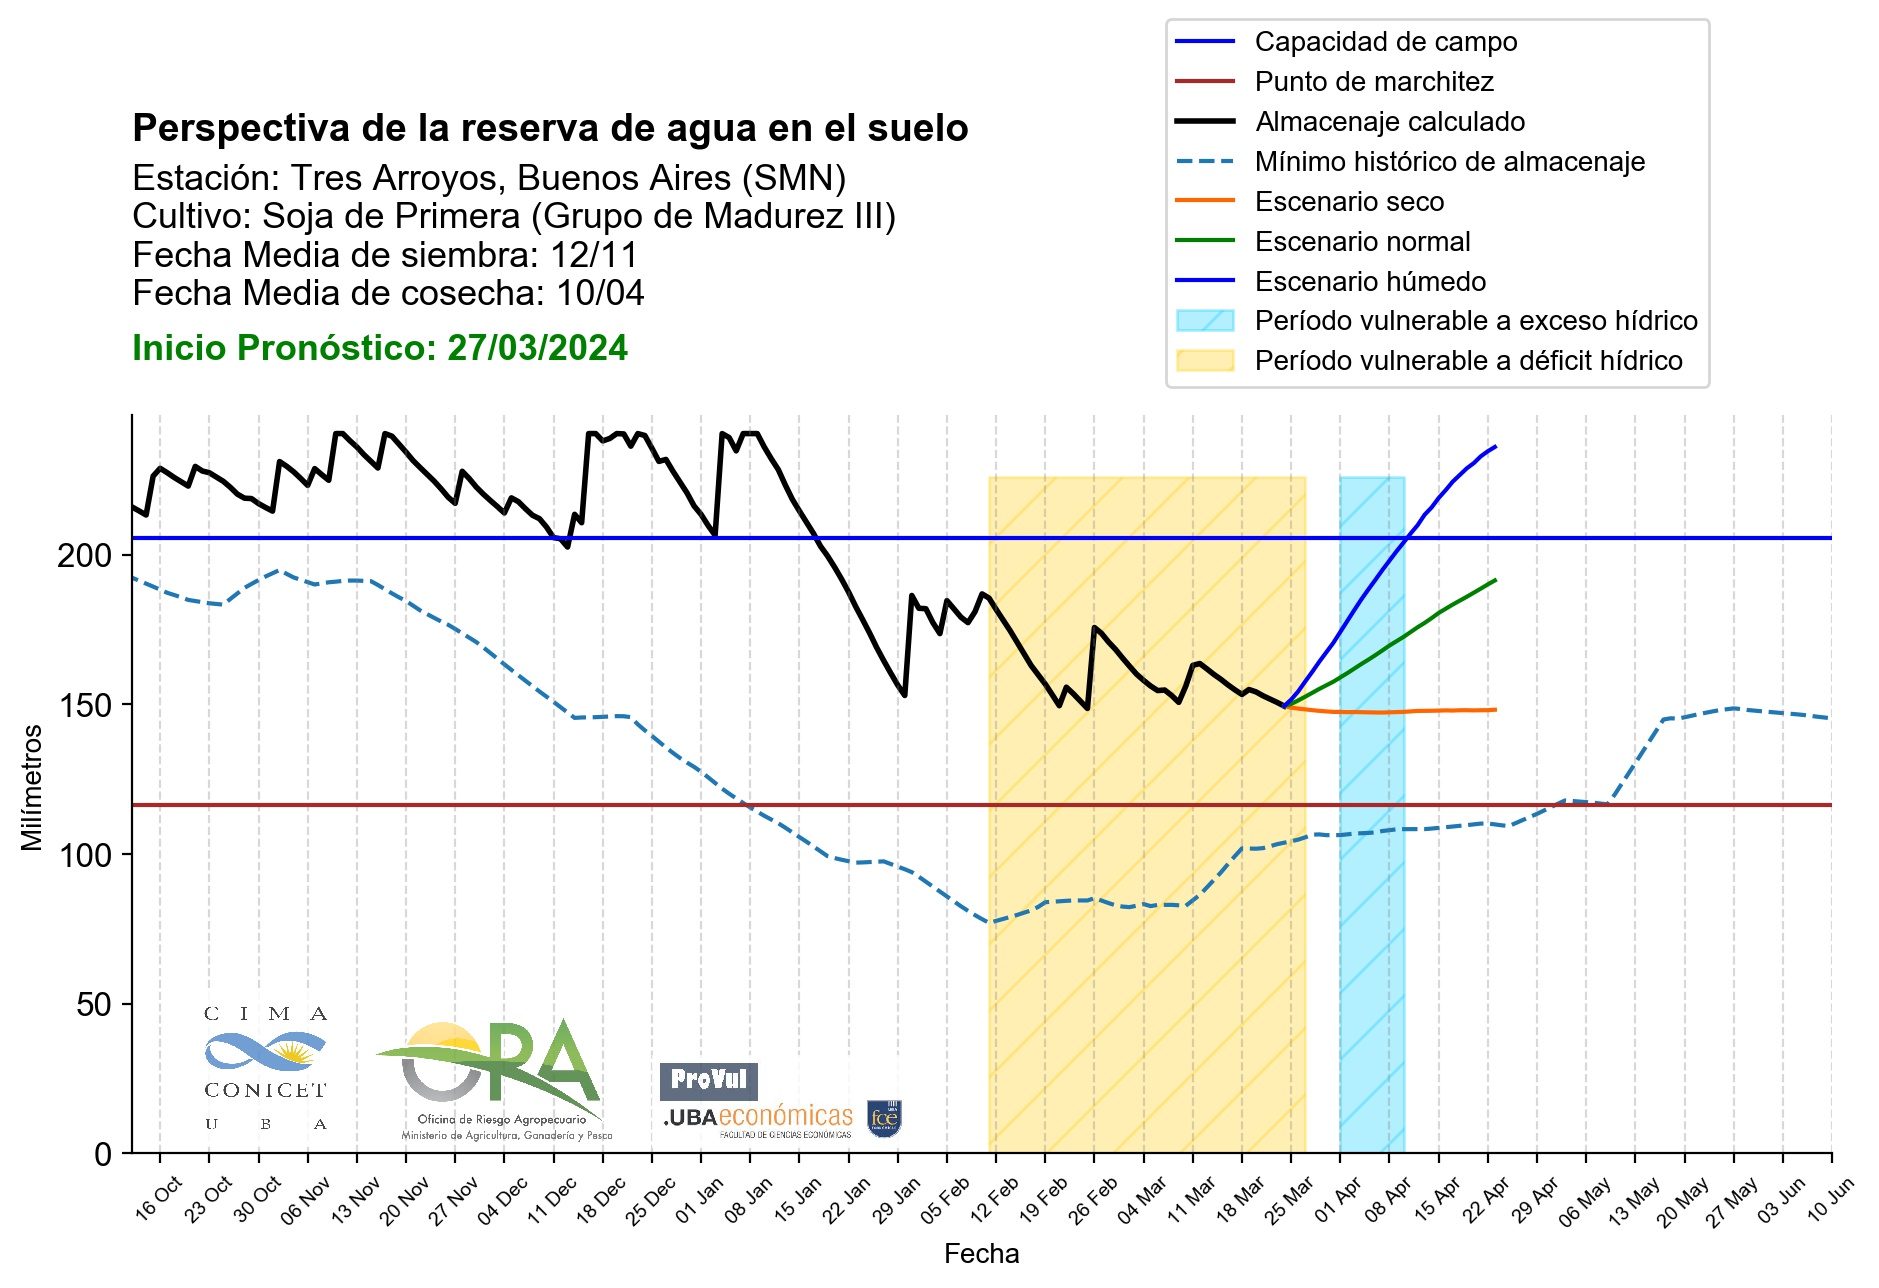 Capacidad de campo
Punto de marchitez
Almacenaje calculado
Mínimo histórico de almacenaje
Escenario seco
Escenario normal
Escenario húmedo
Período vulnerable a exceso hídrico
Período vulnerable a déficit hídrico
Perspectiva de la reserva de agua en el suelo
Estación: Tres Arroyos, Buenos Aires (SMN)
Cultivo: Soja de Primera (Grupo de Madurez III)
Fecha Media de siembra: 12/11
Fecha Media de cosecha: 10/04
Inicio Pronóstico: 27/03/2024
Milímetros
200
150
100
50
0
C I M A
CONICET
U B A
ORA
Oficina de Riesgo Agropecuario
Ministerio de Agricultura, Ganadería y Pesca
ProVul
.UBAeconómicas
FACULTAD DE CIENCIAS ECONÓMICAS
fce
16 Oct
23 Oct
30 Oct
06 Nov
13 Nov
20 Nov
27 Nov
04 Dec
11 Dec
18 Dec
25 Dec
01 Jan
08 Jan
15 Jan
22 Jan
29 Jan
05 Feb
12 Feb
19 Feb
26 Feb
04 Mar
11 Mar
18 Mar
25 Mar
01 Apr
08 Apr
15 Apr
22 Apr
29 Apr
06 May
13 May
20 May
27 May
03 Jun
10 Jun
Fecha